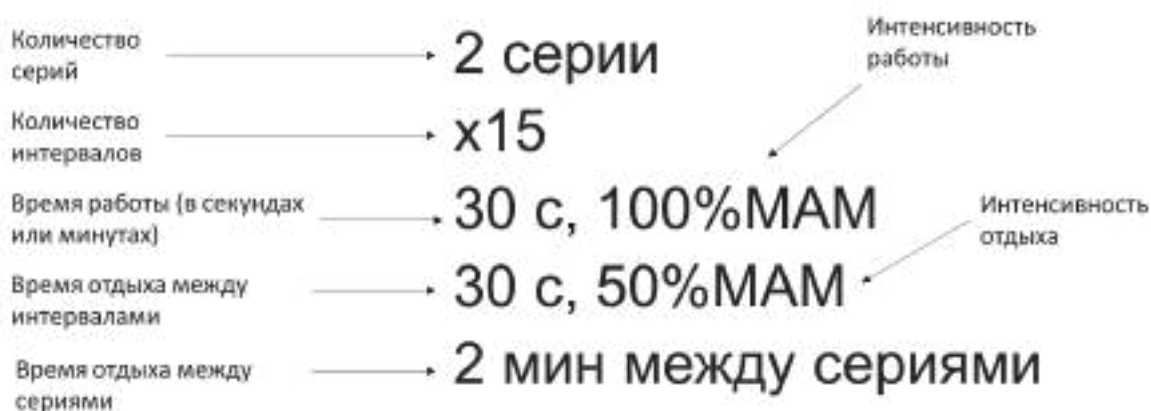 Количество
серий
2 серии
Интенсивность
работы
Количество
интервалов
x15
Время работы (в секундах
или минутах)
30 с, 100%МАМ
Интенсивность
отдыха
Время отдыха между
интервалами
30 с, 50%МАМ
Время отдыха между
сериями
2 мин между сериями